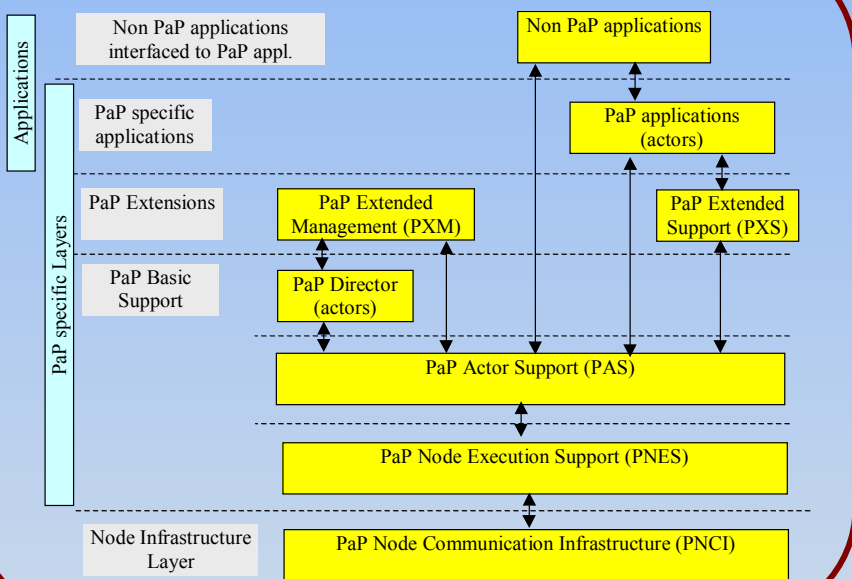 Applications
PaP specific Layers
Non PaP applications
interfaced to PaP appl.
Non PaP applications
PaP specific
applications
PaP applications
(actors)
PaP Extensions
PaP Extended
Management (PXM)
PaP Extended
Support (PXS)
PaP Basic
Support
PaP Director
(actors)
PaP Actor Support (PAS)
PaP Node Execution Support (PNES)
Node Infrastructure
Layer
PaP Node Communication Infrastructure (PNCI)